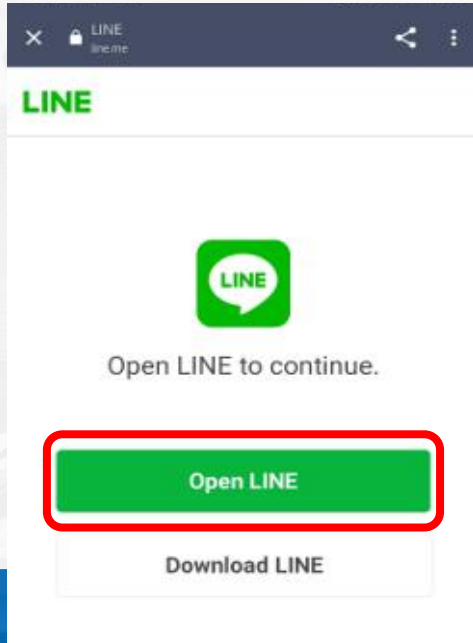 LINE
line.me
LINE
LINE
Open LINE to continue.
Open LINE
Download LINE